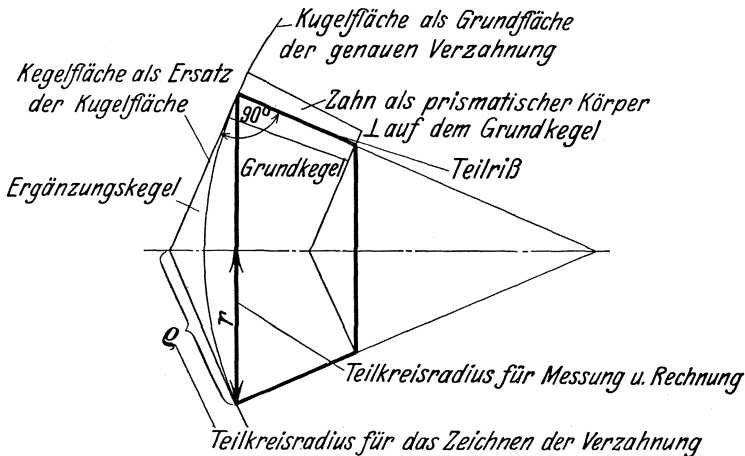 Kugelfläche als Grundfläche
der genauen Verzahnung
Kegelfläche als Ersatz
der Kugelfläche
Zahn als prismatischer Körper
⊥ auf dem Grundkegel
90°
Grundkegel
Teilriß
Ergänzungskegel
r
ϱ
Teilkreisradius für Messung u. Rechnung
Teilkreisradius für das Zeichnen der Verzahnung